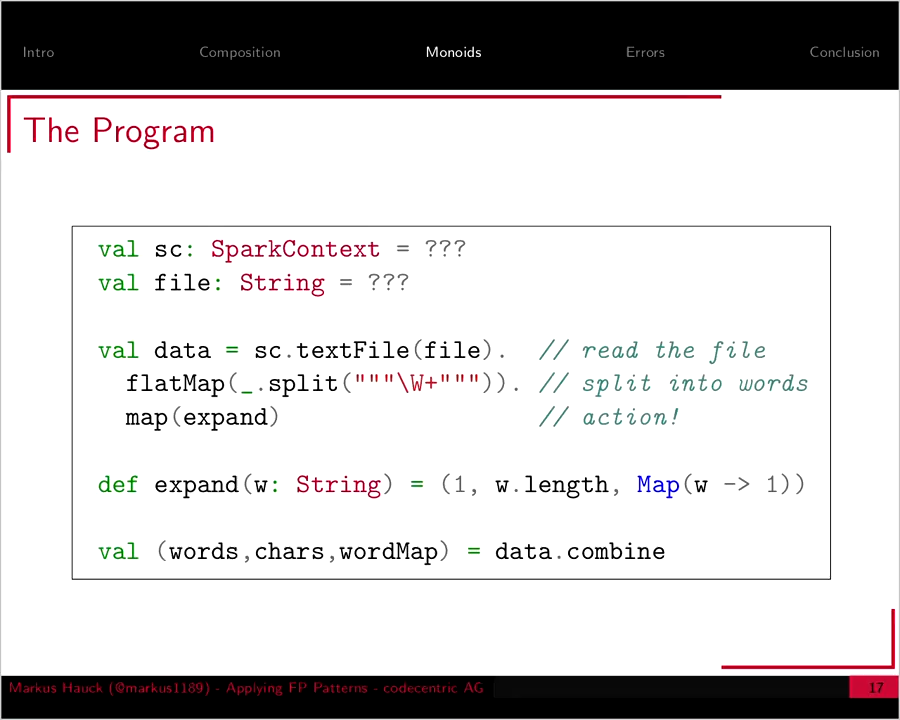 Intro Composition Monoids Errors Conclusion
The Program
val sc: SparkContext = ???
val file: String = ???
val data = sc.textFile(file). // read the file
flatMap(_.split("""\W+""")). // split into words
map(expand) // action!
def expand(w: String) = (1, w.length, Map(w -> 1))
val (words,chars,wordMap) = data.combine
Markus Hauck (@markus1189) - Applying FP Patterns - codecentric AG 17